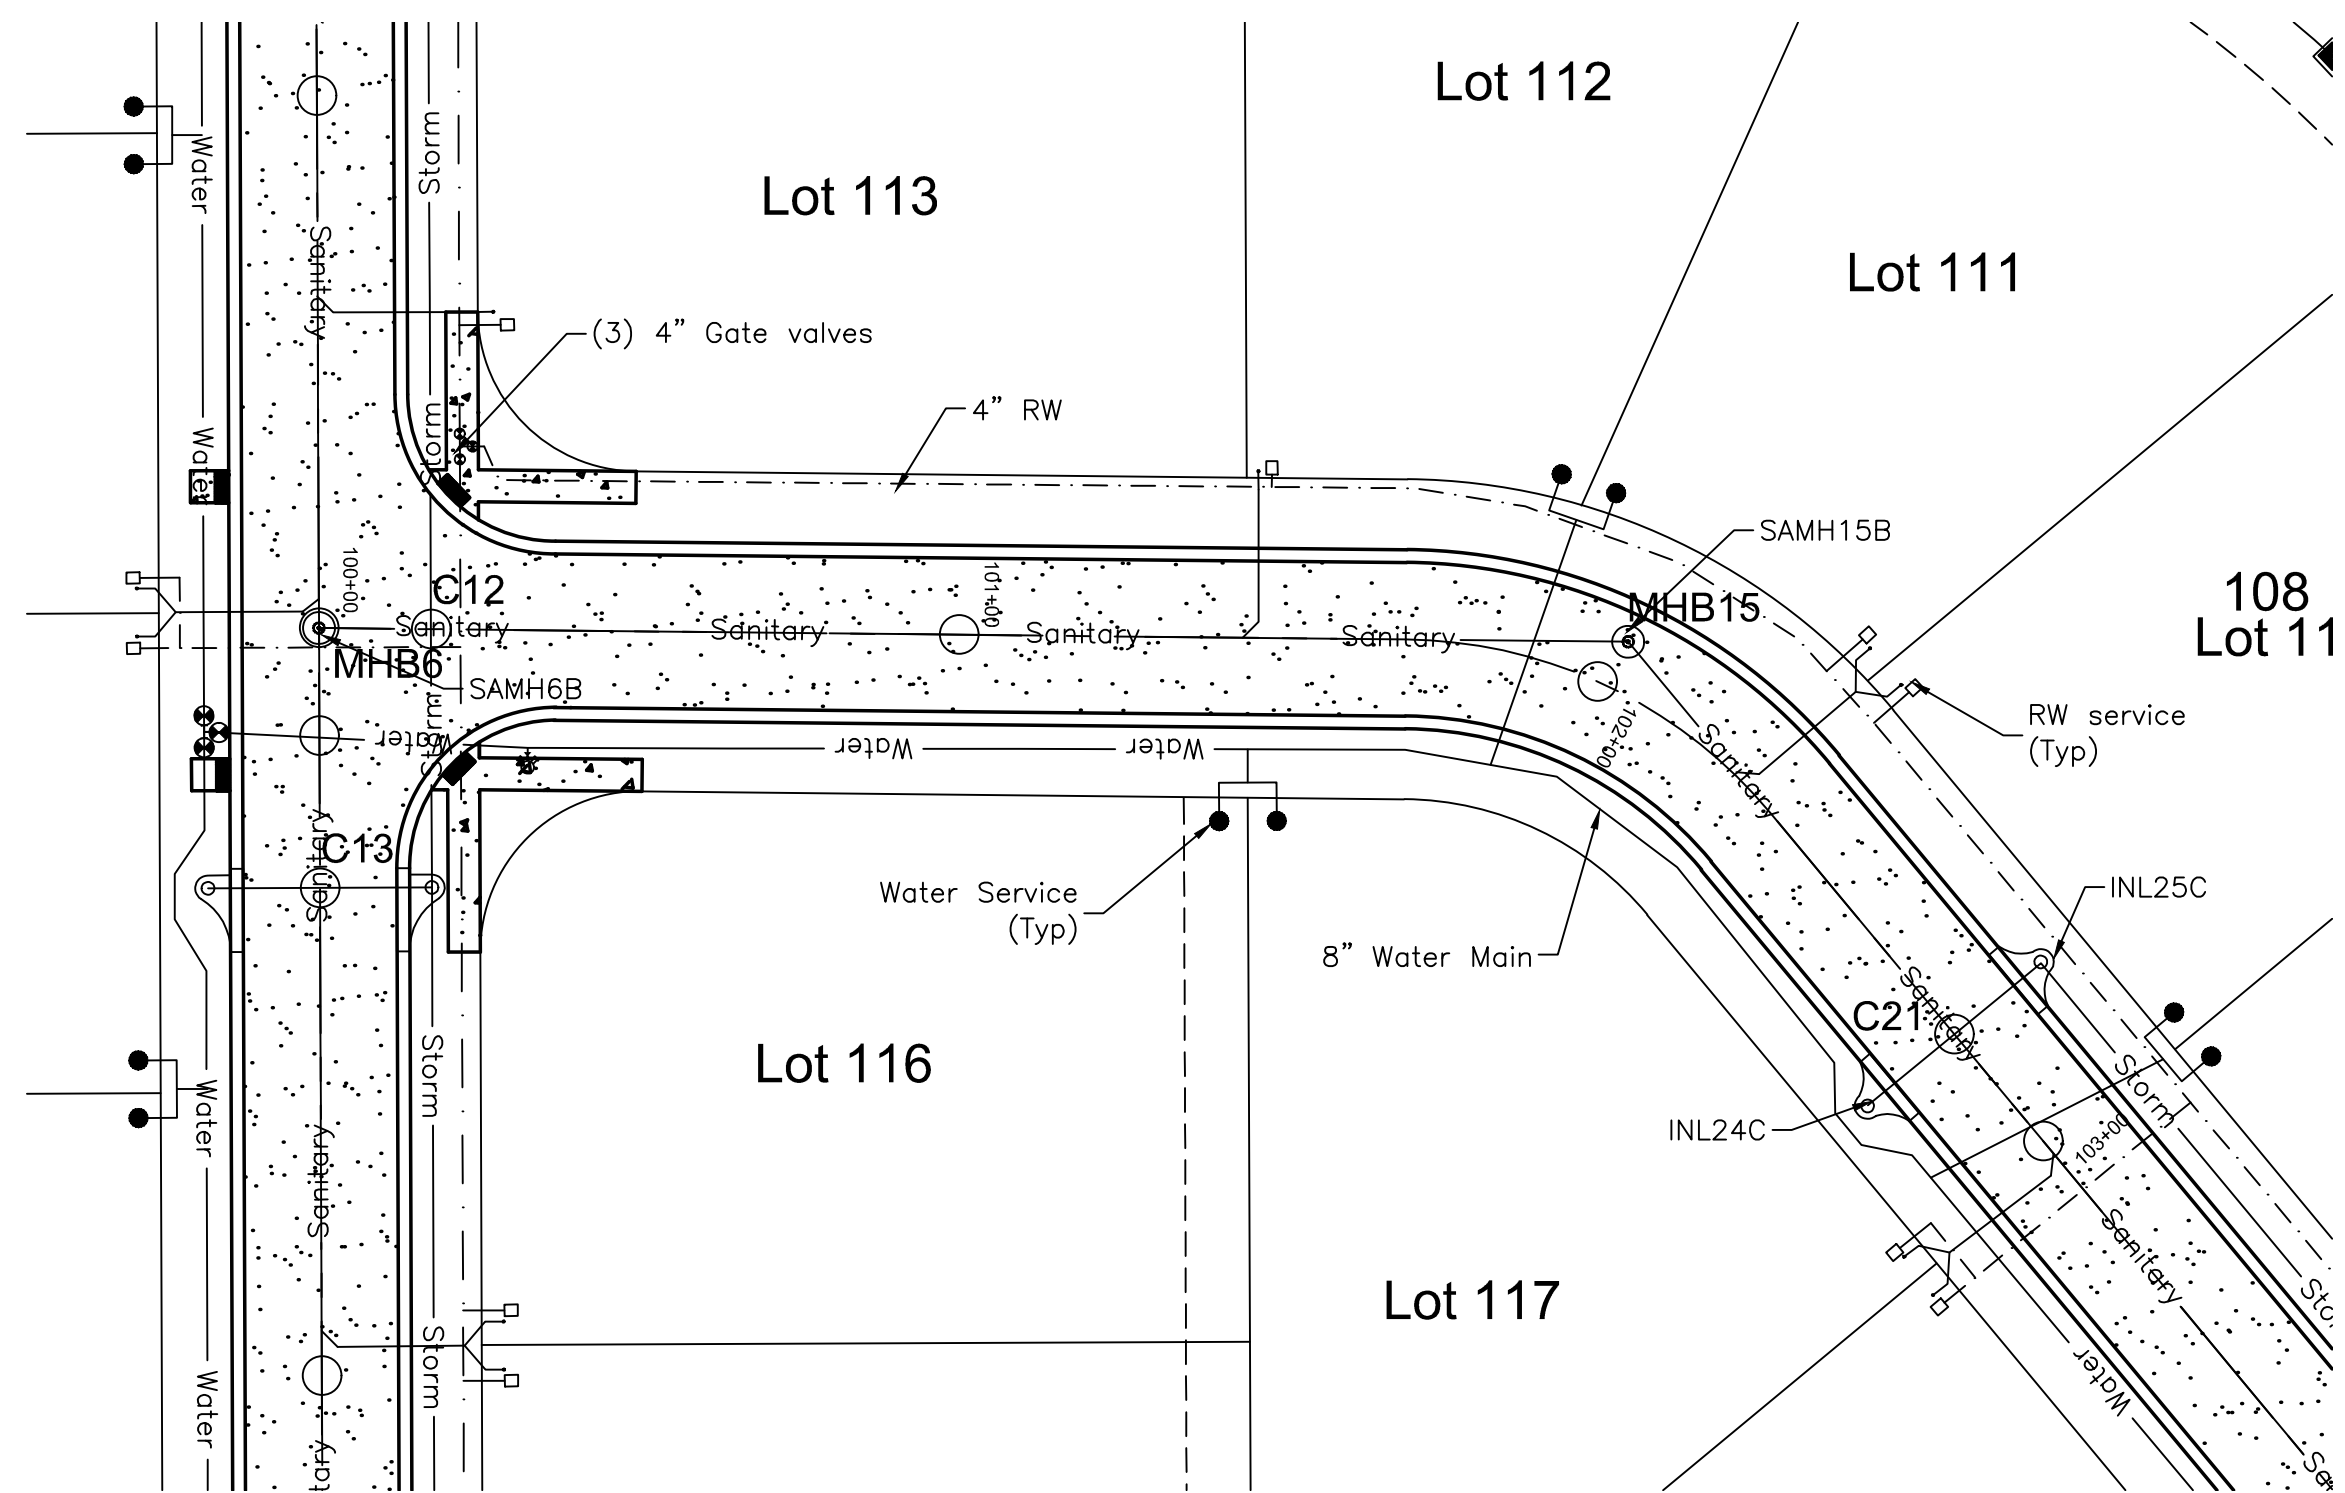 Lot 112
Storm
Water
Lot 113
Sanitary
Lot 111
(3) 4” Gate valves
4” RW
Storm
Water
SAMH15B
100+00
C12
101+00
MHB15
108
Sanitary
Sanitary
Sanitary
Sanitary
MHB6
SAMH6B
Storm
RW service
(Typ)
102+00
Water
Water
Water
Sanitary
C13
Sanitary
Water Service
(Typ)
INL25C
8” Water Main
Sanitary
C21
Lot 116
Storm
Water
Storm
INL24C
103+00
Sanitary
Sanitary
Lot 117
Storm
Water
Water